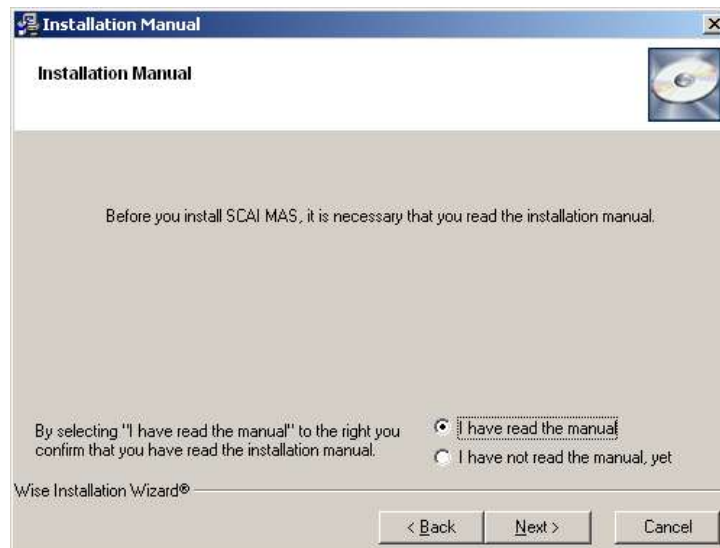 Installation Manual
Installation Manual
Before you install SCAI MAS, it is necessary that you read the installation manual.
By selecting "I have read the manual" to the right you
confirm that you have read the installation manual.
I have read the manual
I have not read the manual, yet
Wise Installation Wizard®
< Back
Next >
Cancel